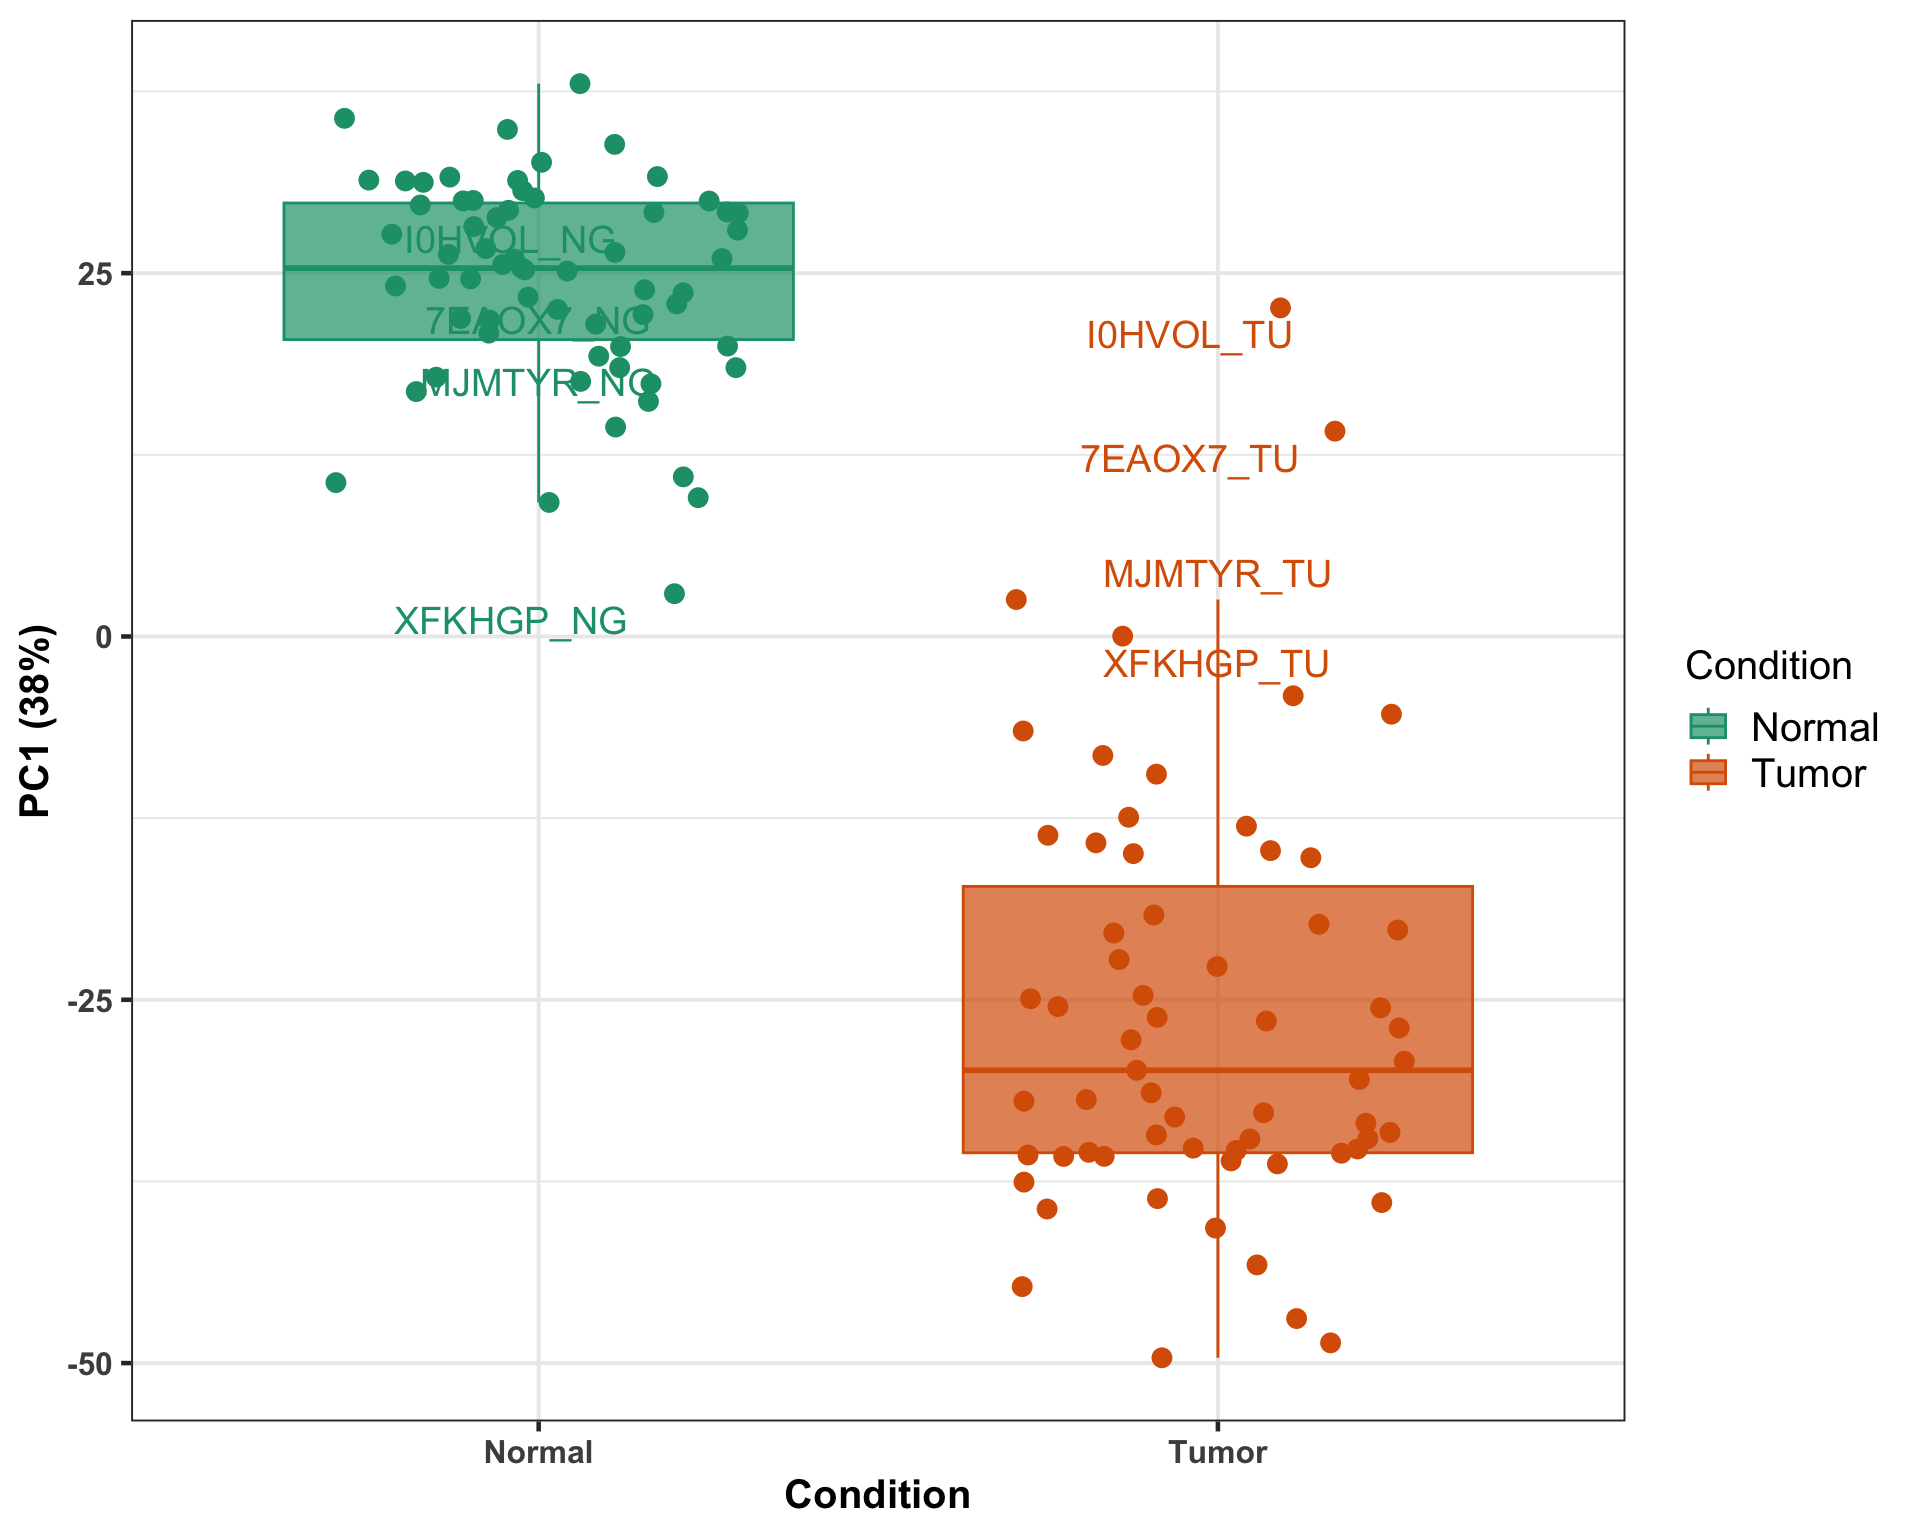 I0HVOL_NG
25
7EAOX7_NG
I0HVOL_TU
MJMTYR_NG
7EAOX7_TU
MJMTYR_TU
XFKHGP_NG
0
XFKHGP_TU
PC1 (38%)
Condition
Normal
Tumor
-25
-50
Normal
Tumor
Condition